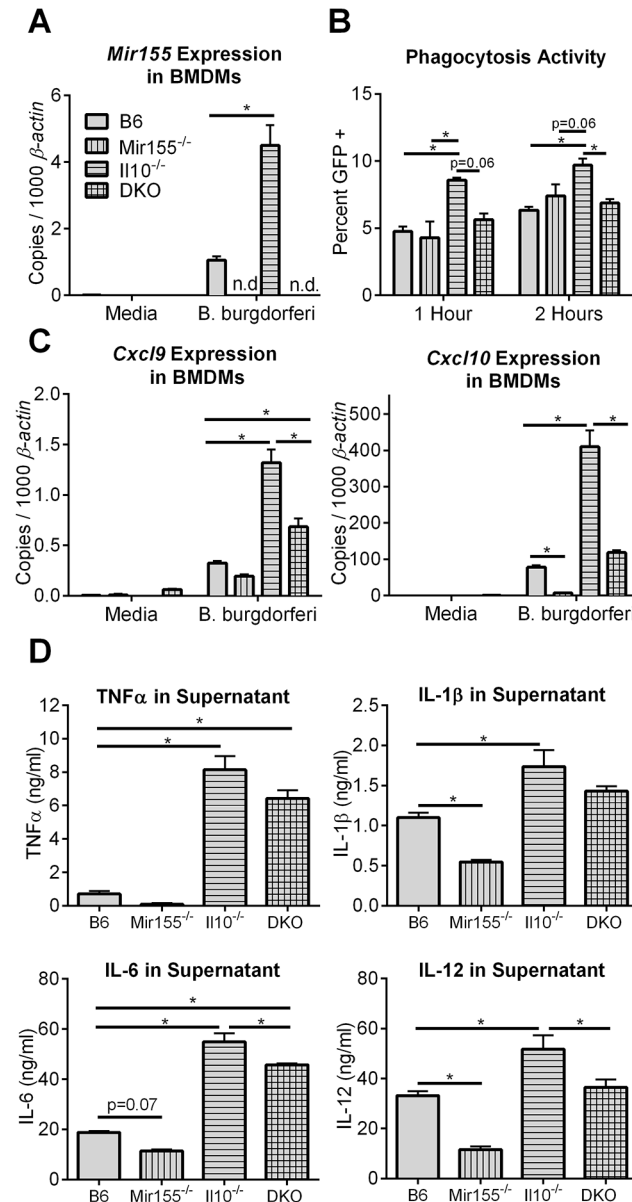 A
Mir155 Expression
in BMDMs
Copies / 1000 β-actin
6
4
2
0
B6
Mir155-/-
Il10-/-
DKO
*
n.d
n.d.
Media
B. burgdorferi
B
Phagocytosis Activity
Percent GFP +
15
10
5
0
*
*
p=0.06
p=0.06
*
*
1 Hour
2 Hours
C
Cxcl9 Expression
in BMDMs
Copies / 1000 β-actin
2.0
1.5
1.0
0.5
0.0
*
*
*
Media
B. burgdorferi
Cxcl10 Expression
in BMDMs
Copies / 1000 β-actin
500
400
300
200
100
0
*
*
*
Media
B. burgdorferi
D
TNFα in Supernatant
TNFα (ng/ml)
12
10
8
6
4
2
0
*
*
B6
Mir155-/-
Il10-/-
DKO
IL-1β in Supernatant
IL-1β (ng/ml)
2.5
2.0
1.5
1.0
0.5
0.0
*
*
B6
Mir155-/-
Il10-/-
DKO
IL-6 in Supernatant
IL-6 (ng/ml)
80
60
40
20
0
*
*
*
p=0.07
B6
Mir155-/-
Il10-/-
DKO
IL-12 in Supernatant
IL-12 (ng/ml)
80
60
40
20
0
*
*
*
B6
Mir155-/-
Il10-/-
DKO